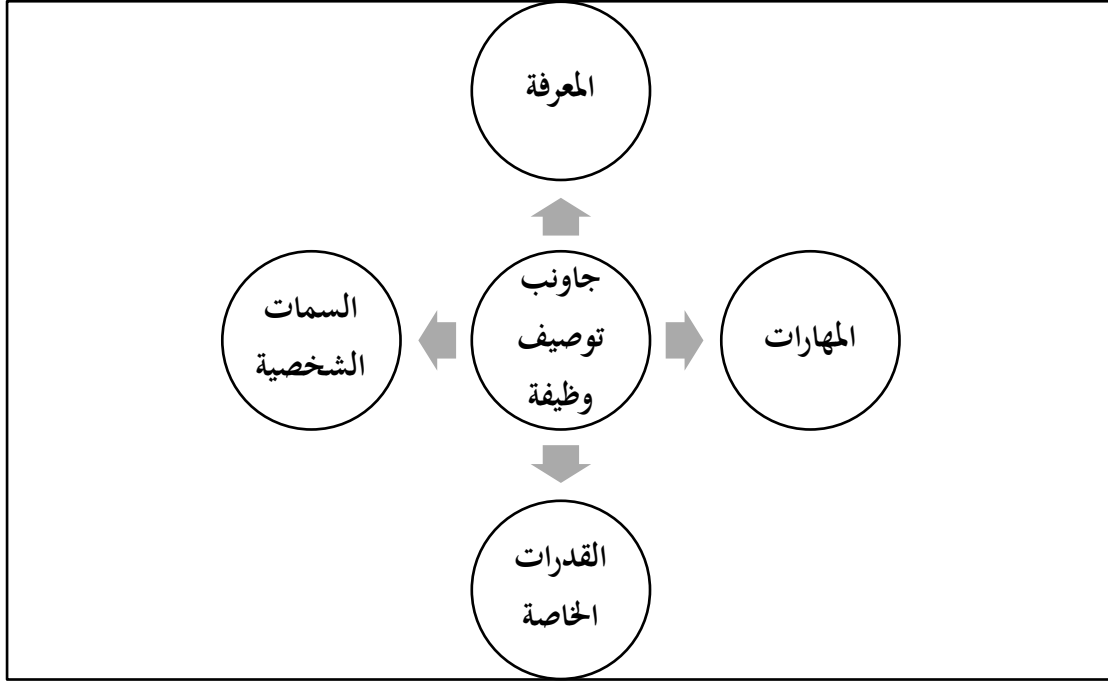 المعرفة
جاونب
توصيف
وظيفة
المهارات
السمات
الشخصية
القدرات
الخاصة